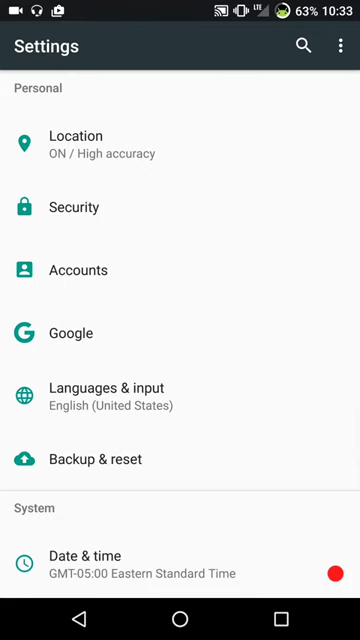 LTE 63% 10:33
Settings
Personal
Location
ON / High accuracy
Security
Accounts
Google
Languages & input
English (United States)
Backup & reset
System
Date & time
GMT-05:00 Eastern Standard Time